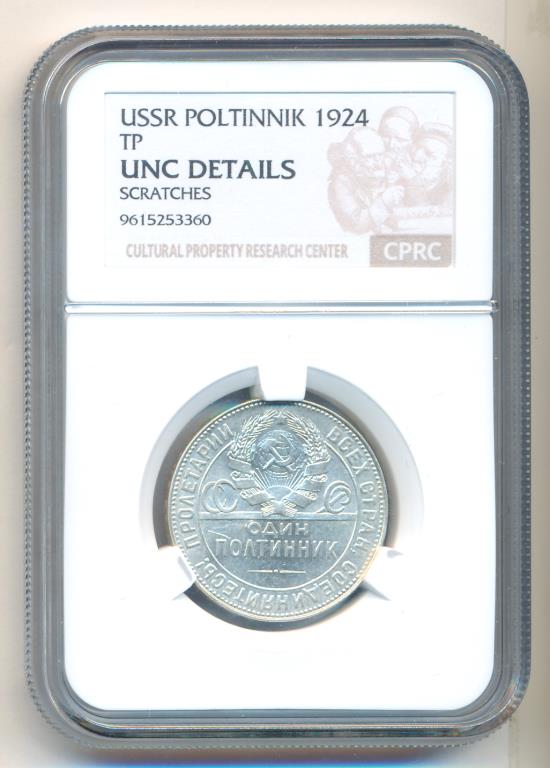 USSR POLTINNIK 1924
TP
UNC DETAILS
SCRATCHES
9615253360
CULTURAL PROPERTY RESEARCH CENTER
CPRC
ПРОЛЕТАРИИ ВСЕХ СТРАН, СОЕДИНЯЙТЕСЬ!
ОДИН
ПОЛТИННИК